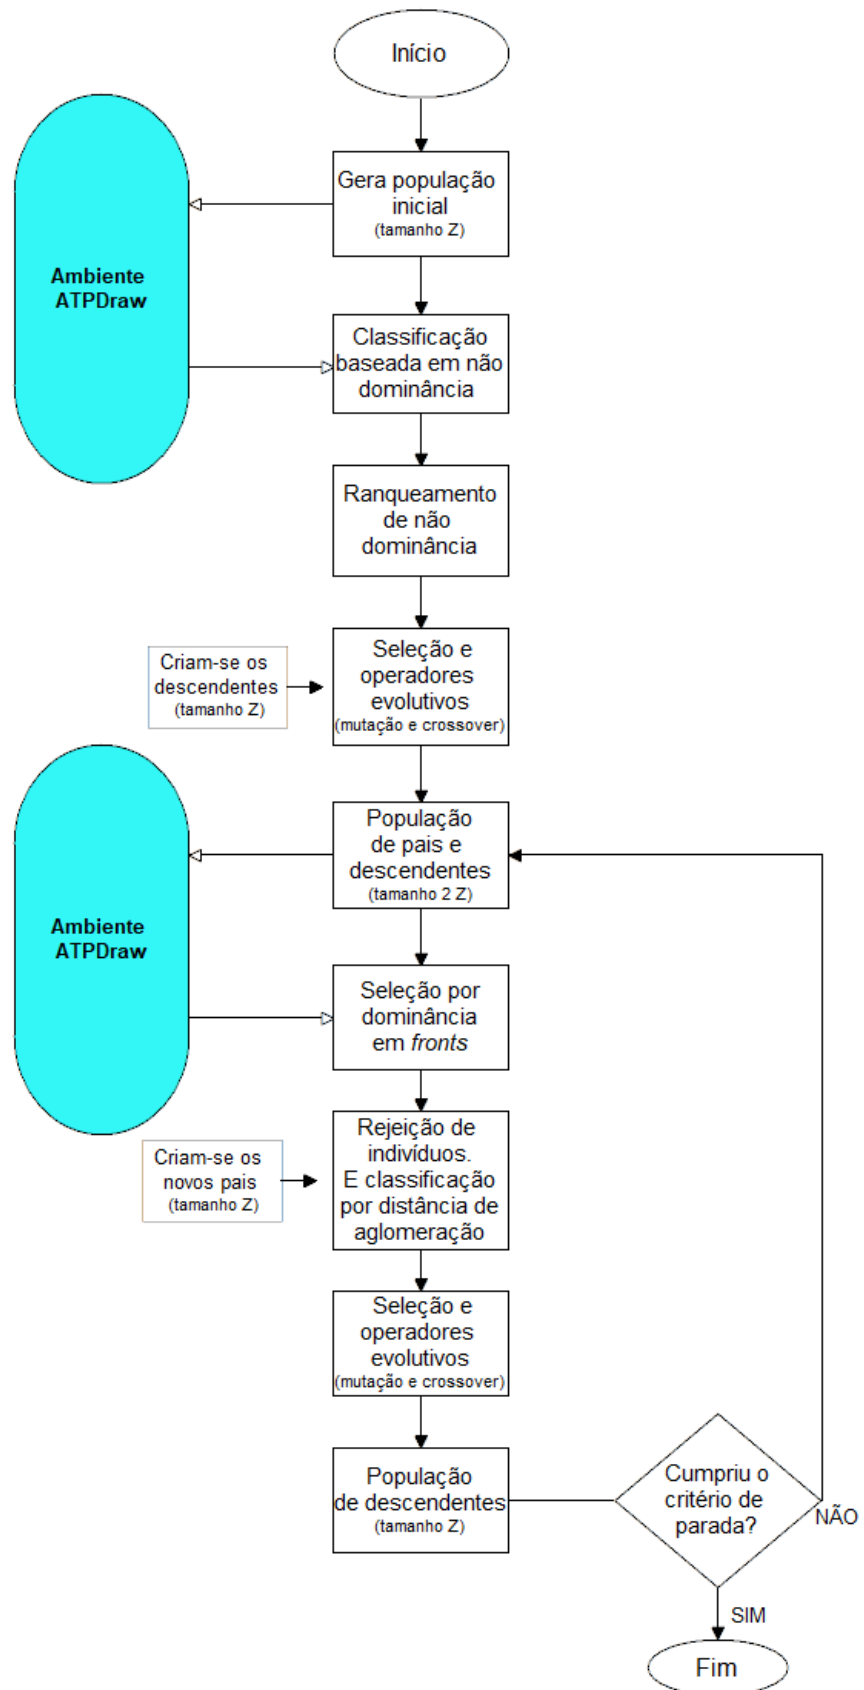 Início
Gera população
inicial
(tamanho Z)
Ambiente
ATPDraw
Classificação
baseada em não
dominância
Ranqueamento
de não
dominância
Seleção e
operadores
evolutivos
(mutação e crossover)
Criam-se os
descendentes
(tamanho Z)
População
de pais e
descendentes
(tamanho 2 Z)
Ambiente
ATPDraw
Seleção por
dominância
em fronts
Rejeição de
indivíduos.
E classificação
por distância de
aglomeração
Criam-se os
novos pais
(tamanho Z)
Seleção e
operadores
evolutivos
(mutação e crossover)
População
de descendentes
(tamanho Z)
Cumpriu o
critério de
parada?
NÃO
SIM
Fim